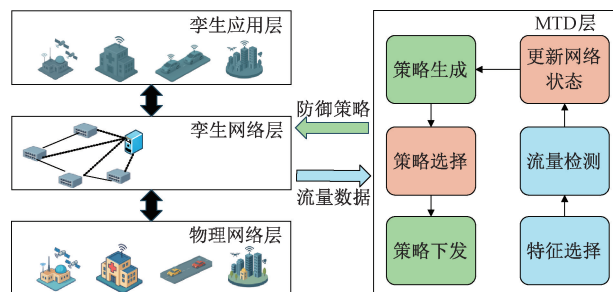 孪生应用层
孪生网络层
物理网络层
防御策略
流量数据
MTD层
策略生成
更新网络
状态
策略选择
流量检测
策略下发
特征选择